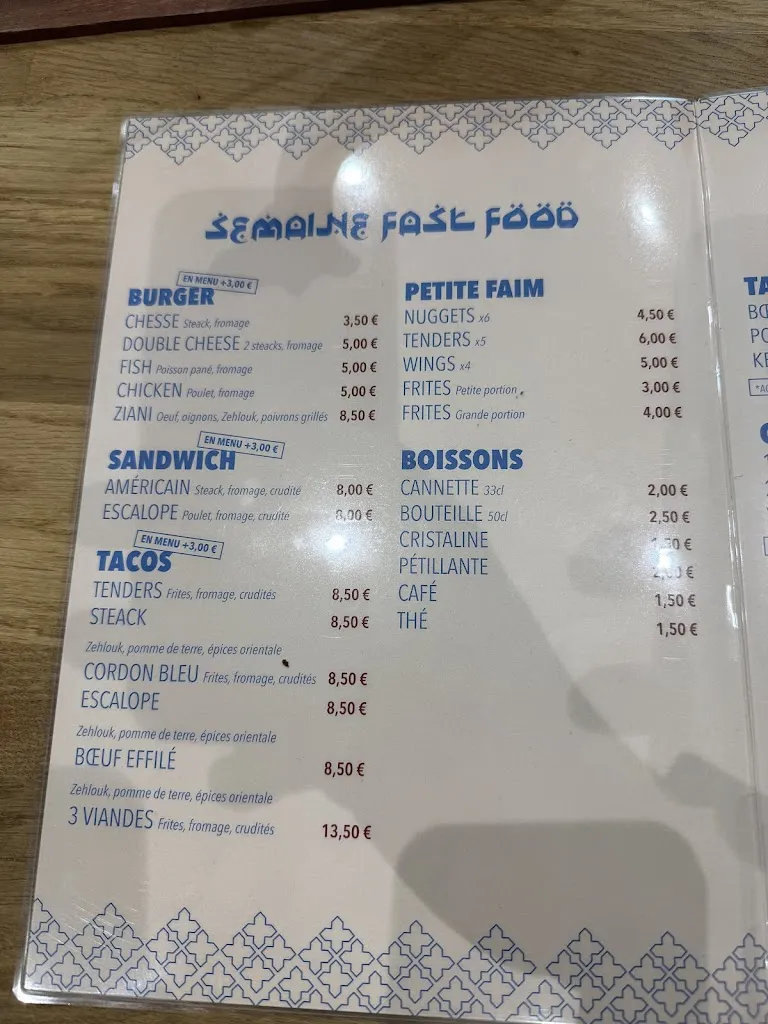 SEMAINE FAST FOOD
EN MENU +3,00 €
BURGER
CHESSE Steack, fromage 3,50 €
DOUBLE CHEESE 2 steacks, fromage 5,00 €
FISH Poisson pané, fromage 5,00 €
CHICKEN Poulet, fromage 5,00 €
ZIANI Oeuf, oignons, Zehlouk, poivrons grillés 8,50 €
EN MENU +3,00 €
SANDWICH
AMÉRICAIN Steack, fromage, crudité 8,00 €
ESCALOPE Poulet, fromage, crudité 8,00 €
EN MENU +3,00 €
TACOS
TENDERS Frites, fromage, crudités 8,50 €
STEACK 8,50 €
Zehlouk, pomme de terre, épices orientale
CORDON BLEU Frites, fromage, crudités 8,50 €
ESCALOPE 8,50 €
Zehlouk, pomme de terre, épices orientale
BŒUF EFFILÉ 8,50 €
Zehlouk, pomme de terre, épices orientale
3 VIANDES Frites, fromage, crudités 13,50 €
PETITE FAIM
NUGGETS x6 4,50 €
TENDERS x5 6,00 €
WINGS x4 5,00 €
FRITES Petite portion 3,00 €
FRITES Grande portion 4,00 €
BOISSONS
CANNETTE 33cl 2,00 €
BOUTEILLE 50cl 2,50 €
CRISTALINE
PÉTILLANTE
CAFÉ 1,50 €
THÉ 1,50 €